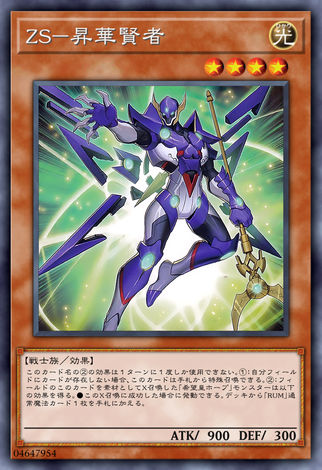 ZS－昇華賢者
光
【戦士族／効果】
このカード名の②の効果は１ターンに１度しか使用できない。①：自分フィール
ドにカードが存在しない場合、このカードは手札から特殊召喚できる。②：フィー
ルドのこのカードを素材としてX召喚した「希望皇ホープ」モンスターは以下
の効果を得る。●このX召喚に成功した場合に発動できる。デッキから「RUM」通
常魔法カード１枚を手札に加える。
ATK/ 900 DEF/ 300
04647954